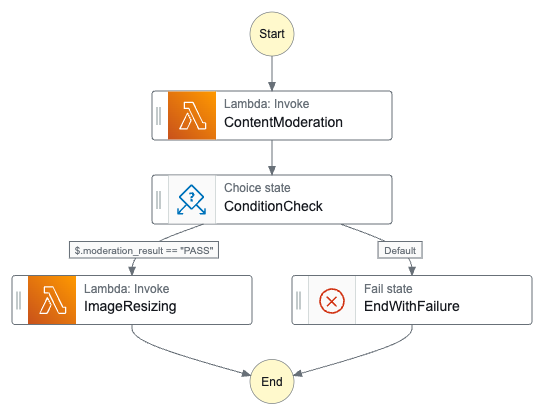 Start
Lambda: Invoke
ContentModeration
?
Choice state
ConditionCheck
$.moderation_result == "PASS"
Default
Lambda: Invoke
ImageResizing
Fail state
EndWithFailure
End